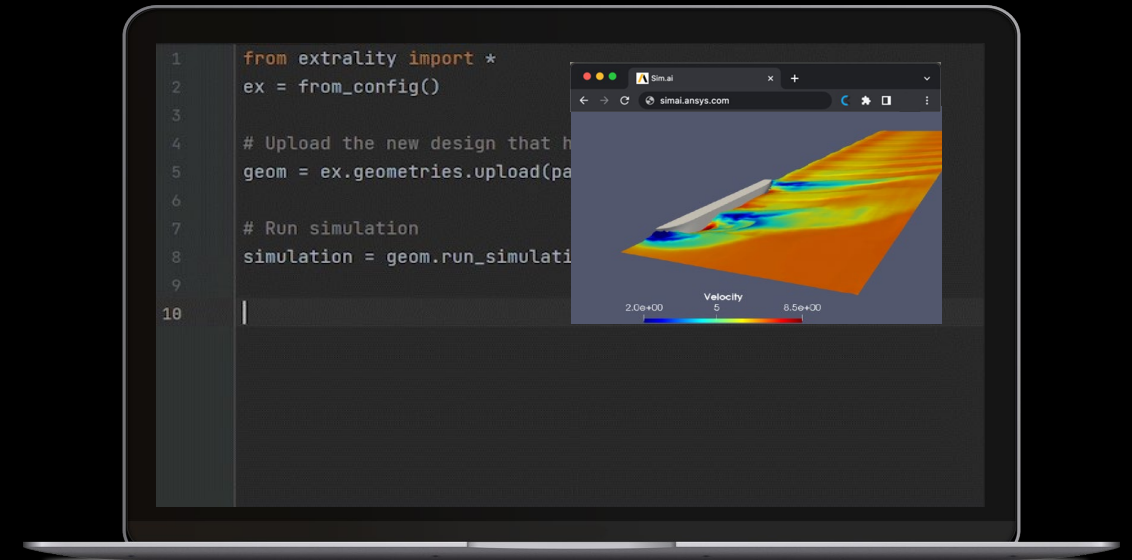 1 from extrality import *
2 ex = from_config()
3
4 # Upload the new design that h
5 geom = ex.geometries.upload(pa
6
7 # Run simulation
8 simulation = geom.run_simulati
9
10
Sim.ai
simai.ansys.com
Velocity
2.0e+00 5 8.5e+00